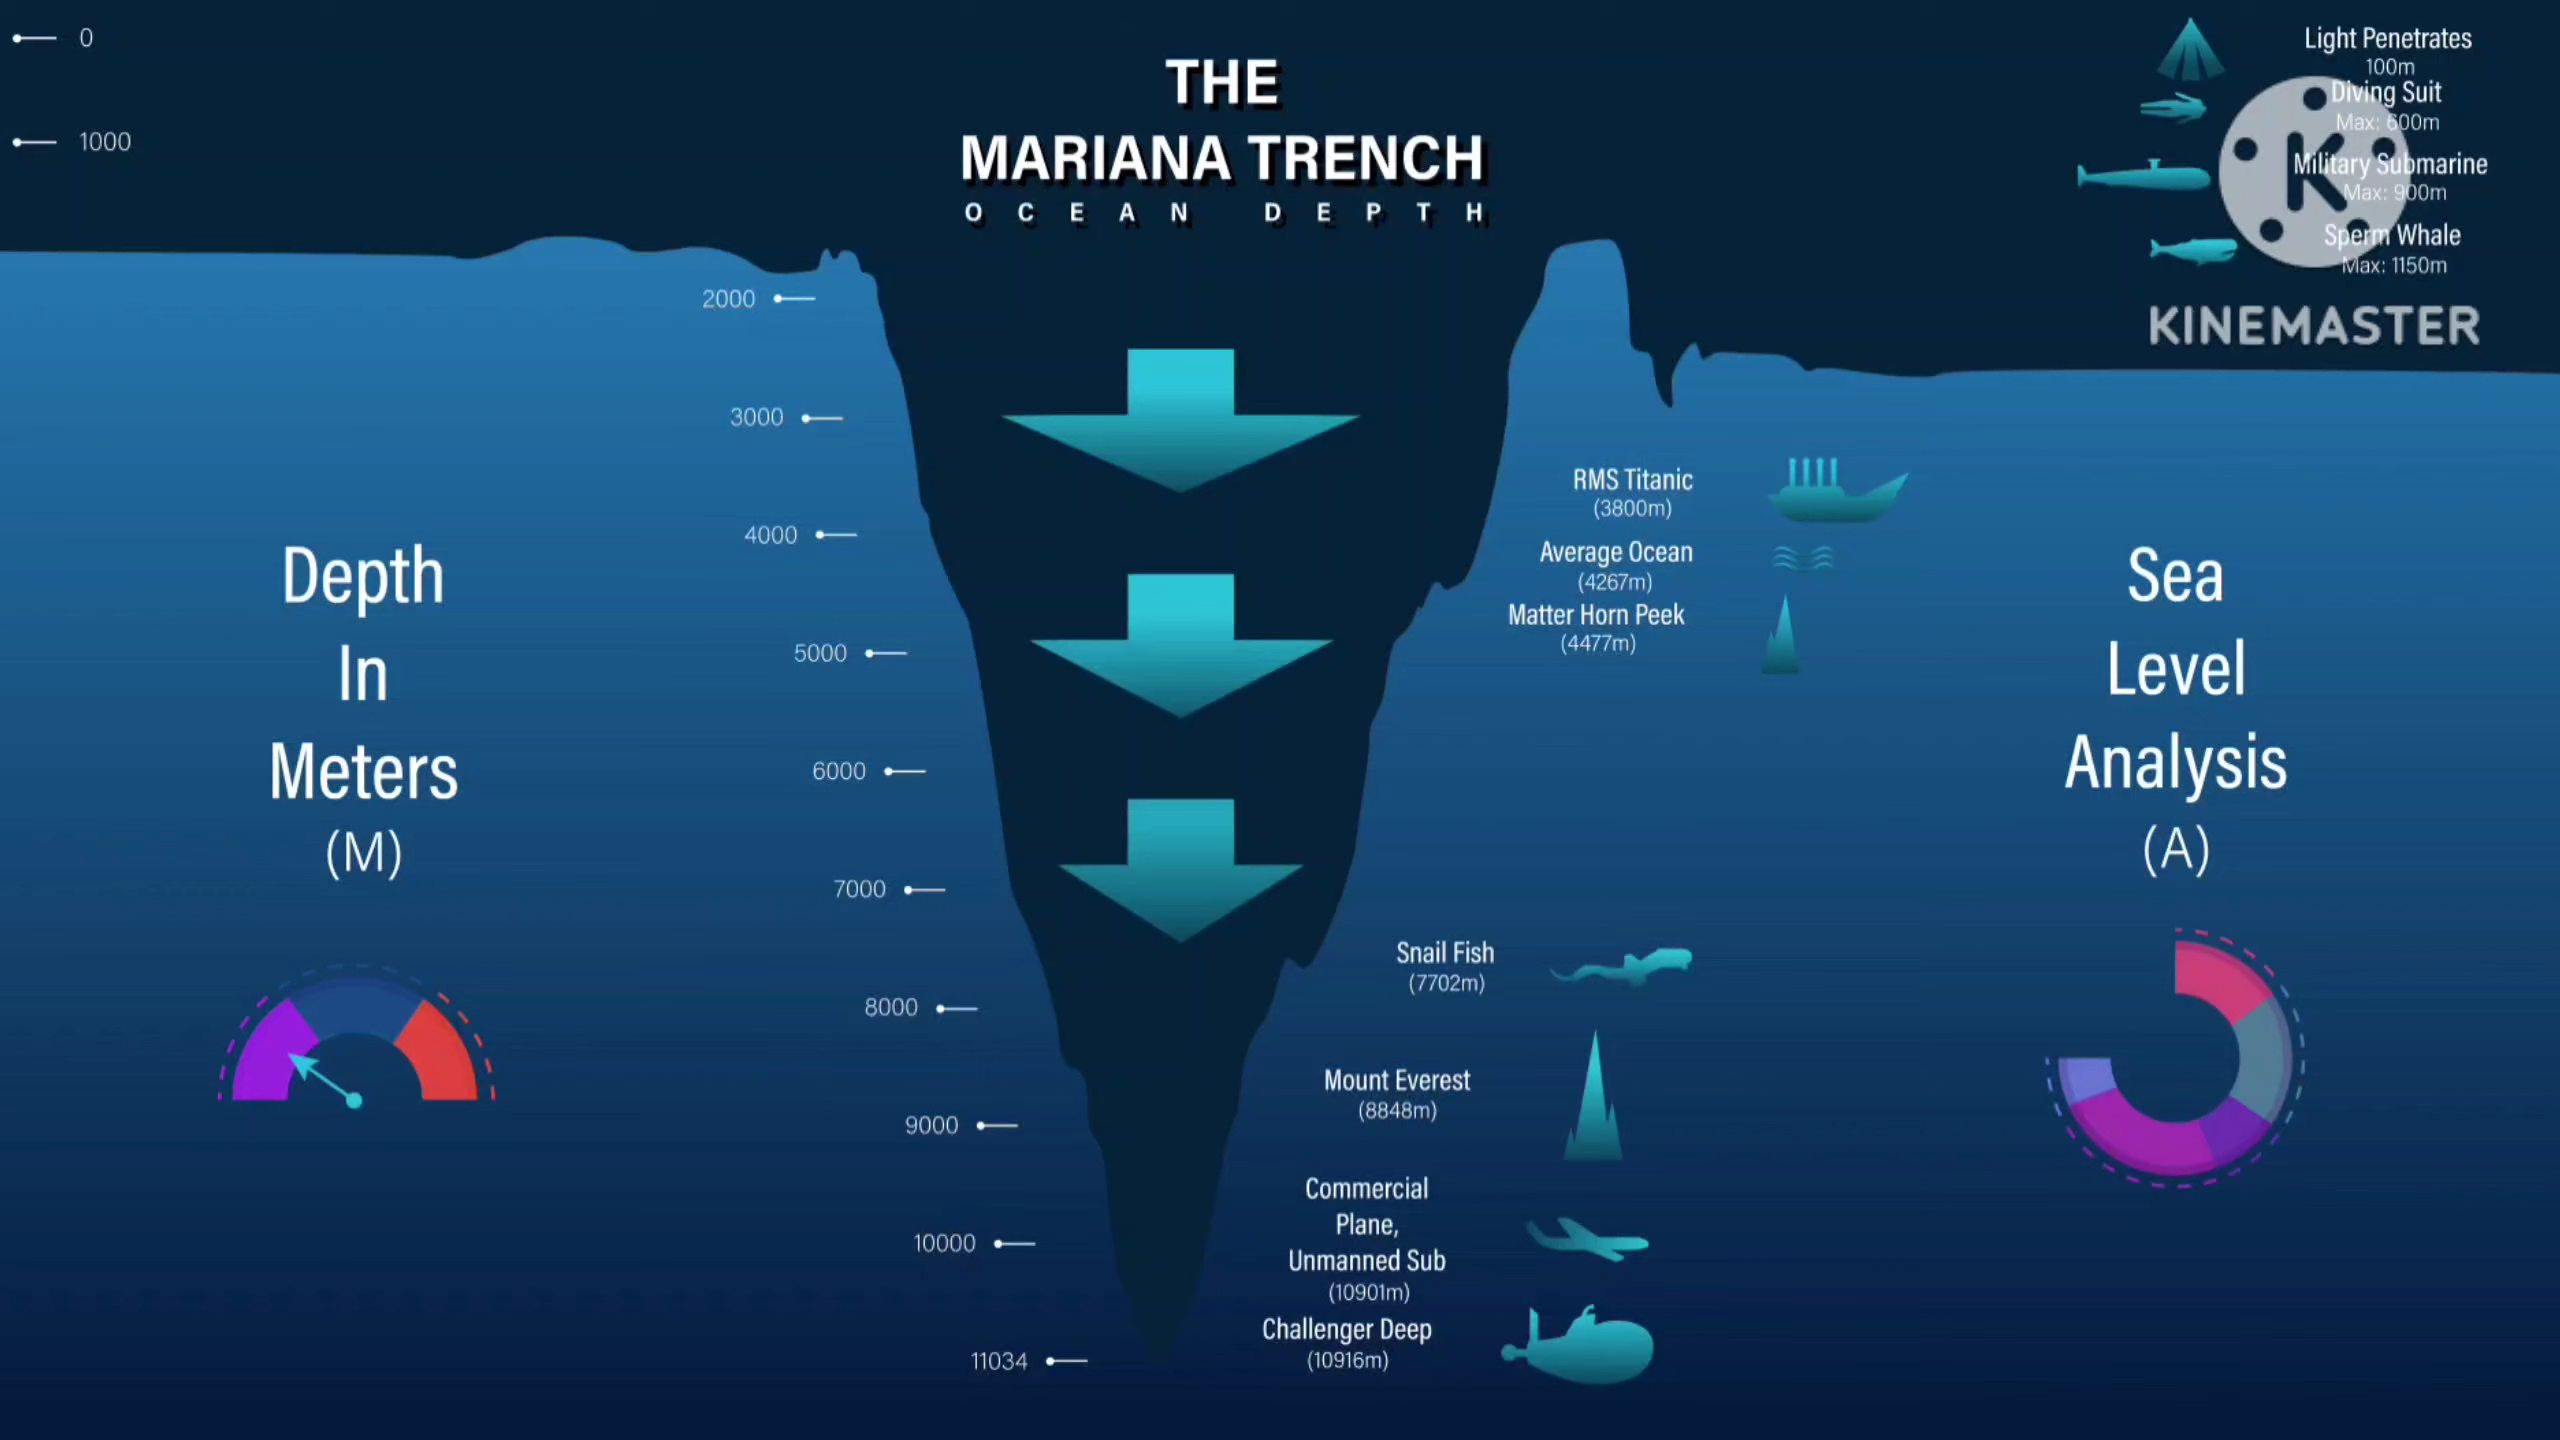 THE
MARIANA TRENCH
OCEAN DEPTH
0
1000
2000
3000
4000
5000
6000
7000
8000
9000
10000
11034
Depth
In
Meters
(M)
Light Penetrates
100m
Diving Suit
Max: 600m
Military Submarine
Max: 900m
Sperm Whale
Max: 1150m
K
KINEMASTER
RMS Titanic
(3800m)
Average Ocean
(4267m)
Matter Horn Peek
(4477m)
Snail Fish
(7702m)
Mount Everest
(8848m)
Commercial
Plane,
Unmanned Sub
(10901m)
Challenger Deep
(10916m)
Sea
Level
Analysis
(A)